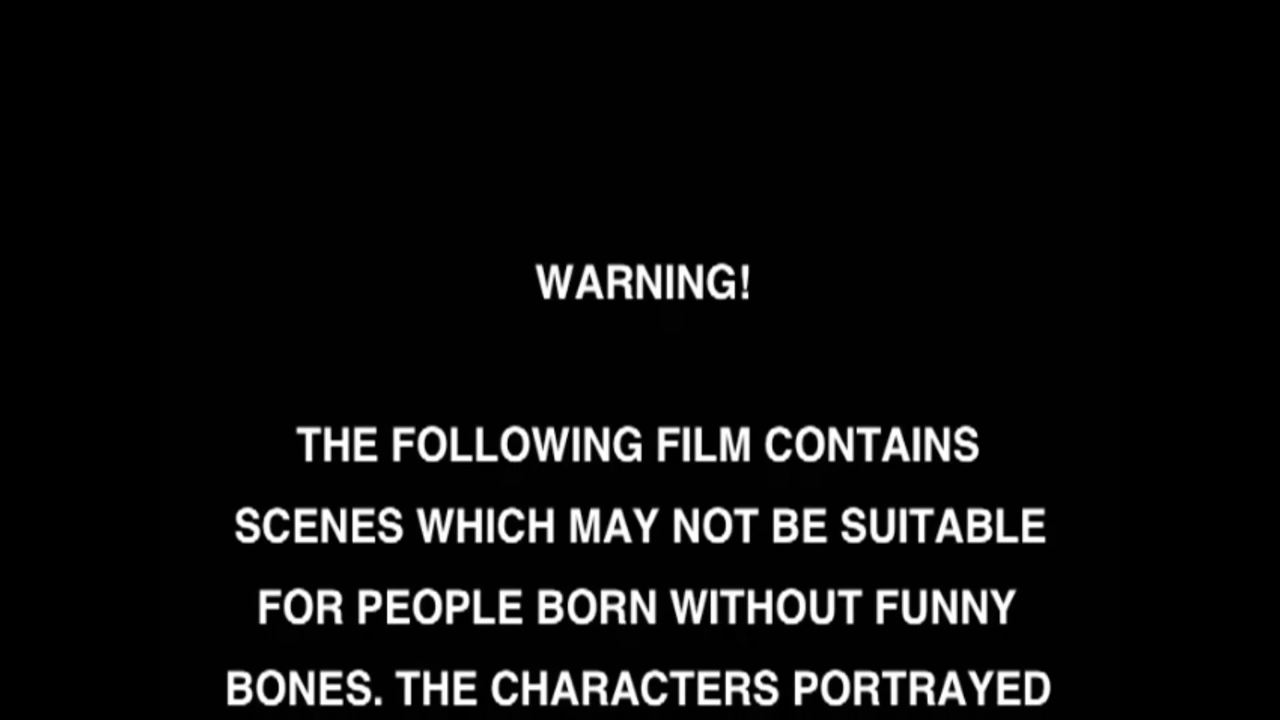 WARNING!
THE FOLLOWING FILM CONTAINS
SCENES WHICH MAY NOT BE SUITABLE
FOR PEOPLE BORN WITHOUT FUNNY
BONES. THE CHARACTERS PORTRAYED